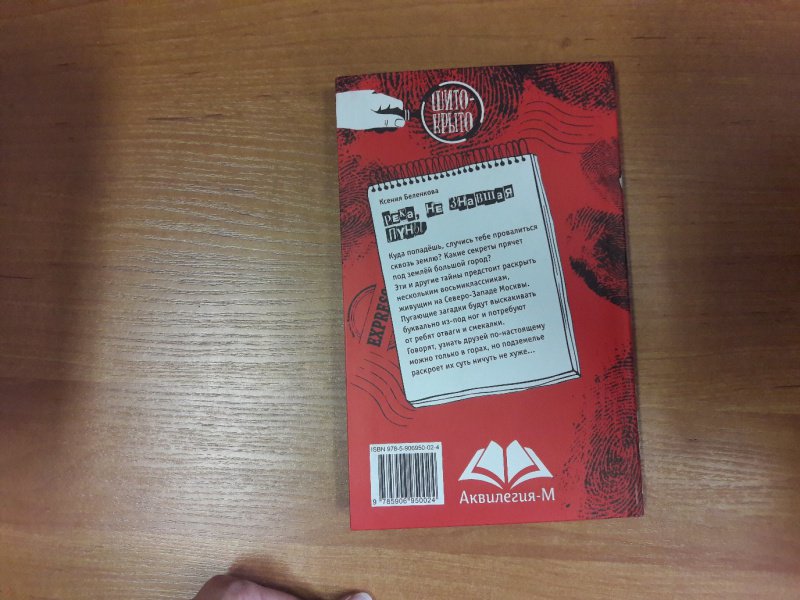 ШИТО-
КРЫТО
Ксения Беленкова
РЕКА, НЕ ЗНАВШАЯ
ЛУНЫ
Куда попадёшь, случись тебе провалиться
сквозь землю? Какие секреты прячет
под землёй большой город?
Эти и другие тайны предстоит раскрыть
нескольким восьмиклассникам,
живущим на Северо-Западе Москвы.
Пугающие загадки будут выскакивать
буквально из-под ног и потребуют
от ребят отваги и смекалки.
Говорят, узнать друзей по-настоящему
можно только в горах, но подземелье
раскроет их суть ничуть не хуже...
EXPRESS
ISBN 978-5-906950-02-4
9 785906 950024
Аквилегия-М